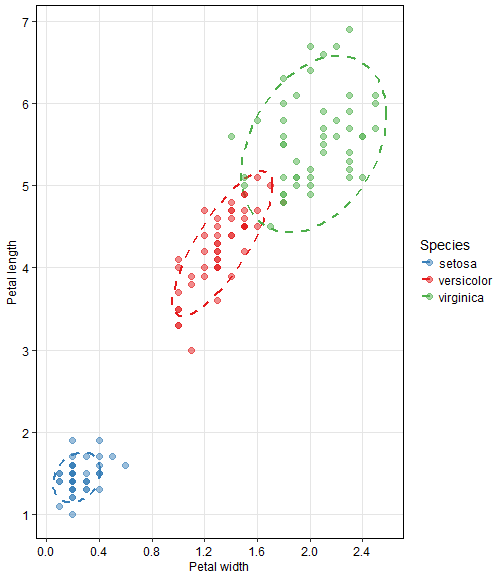 7
6
5
4
3
2
1
Petal length
0.0 0.4 0.8 1.2 1.6 2.0 2.4
Petal width
Species
setosa
versicolor
virginica